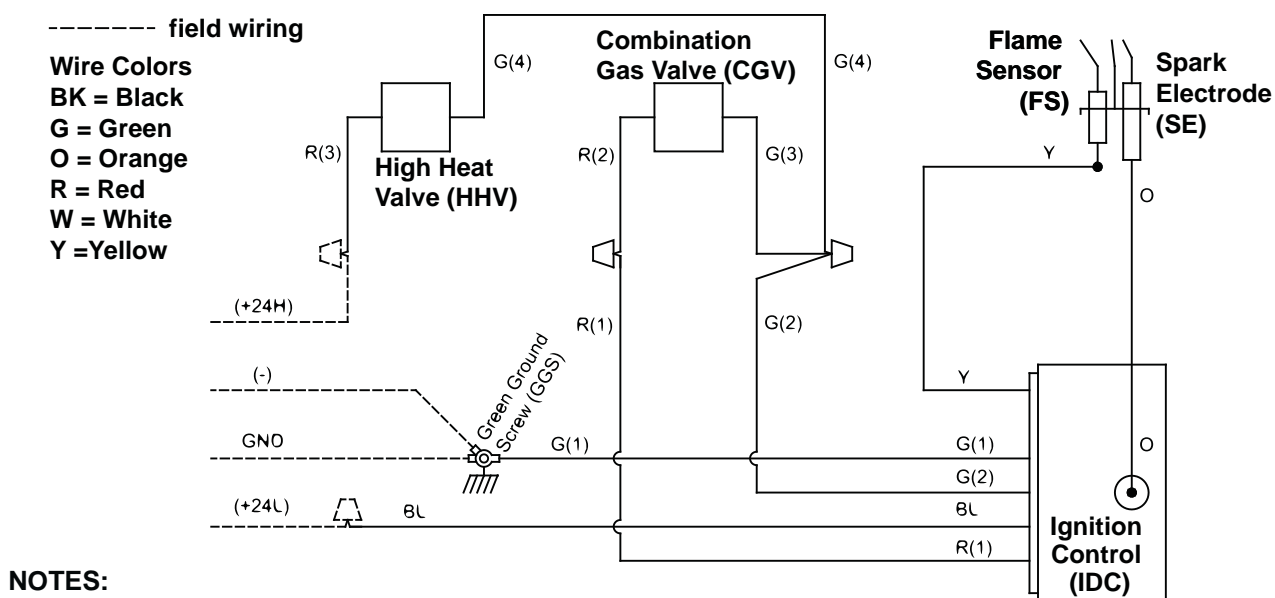 field wiring
Wire Colors
BK = Black
G = Green
O = Orange
R = Red
W = White
Y =Yellow
G(4)
R(3)
High Heat
Valve (HHV)
Combination
Gas Valve (CGV)
G(4)
R(2)
G(3)
Flame
Sensor
(FS)
Spark
Electrode
(SE)
Y
O
(+24H)
R(1)
G(2)
(-)
Green Ground
Screw (GGS)
Y
GND
G(1)
G(1)
O
G(2)
(+24L)
BL
BL
R(1)
Ignition
Control
(IDC)
NOTES: